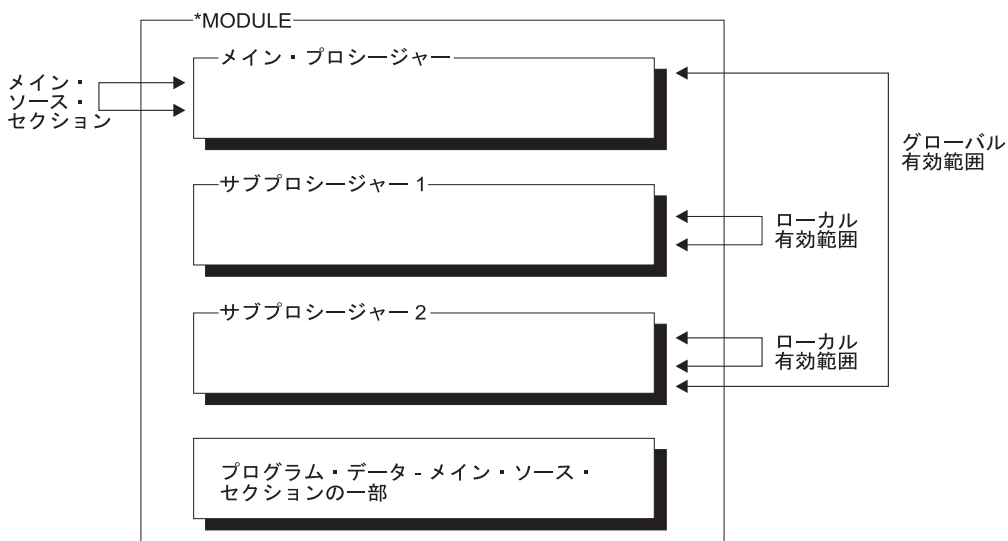 *MODULE
メイン・プロシージャー
メイン・
ソース・
セクション
グローバル
有効範囲
サブプロシージャー 1
ローカル
有効範囲
サブプロシージャー 2
ローカル
有効範囲
プログラム・データ - メイン・ソース・
セクションの一部